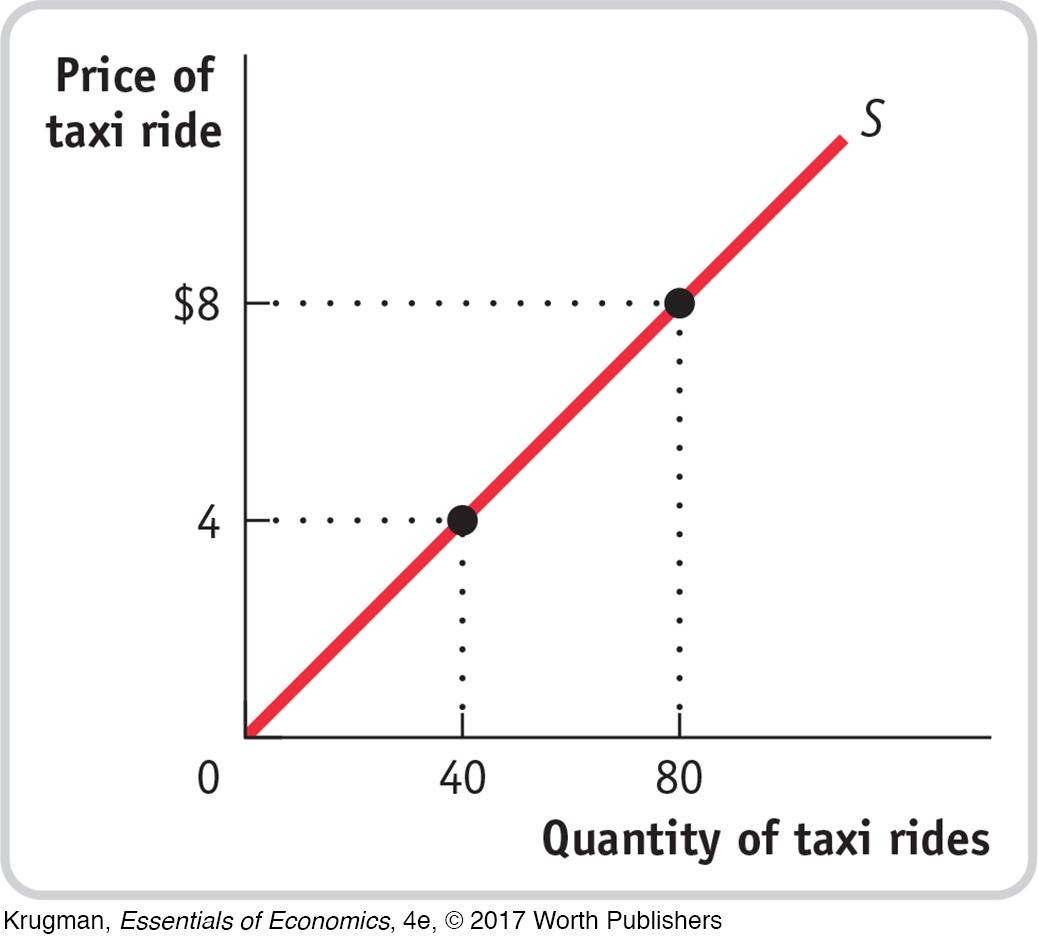 Price of
taxi ride
S
$8
4
0
40
80
Quantity of taxi rides
Krugman, Essentials of Economics, 4e, © 2017 Worth Publishers